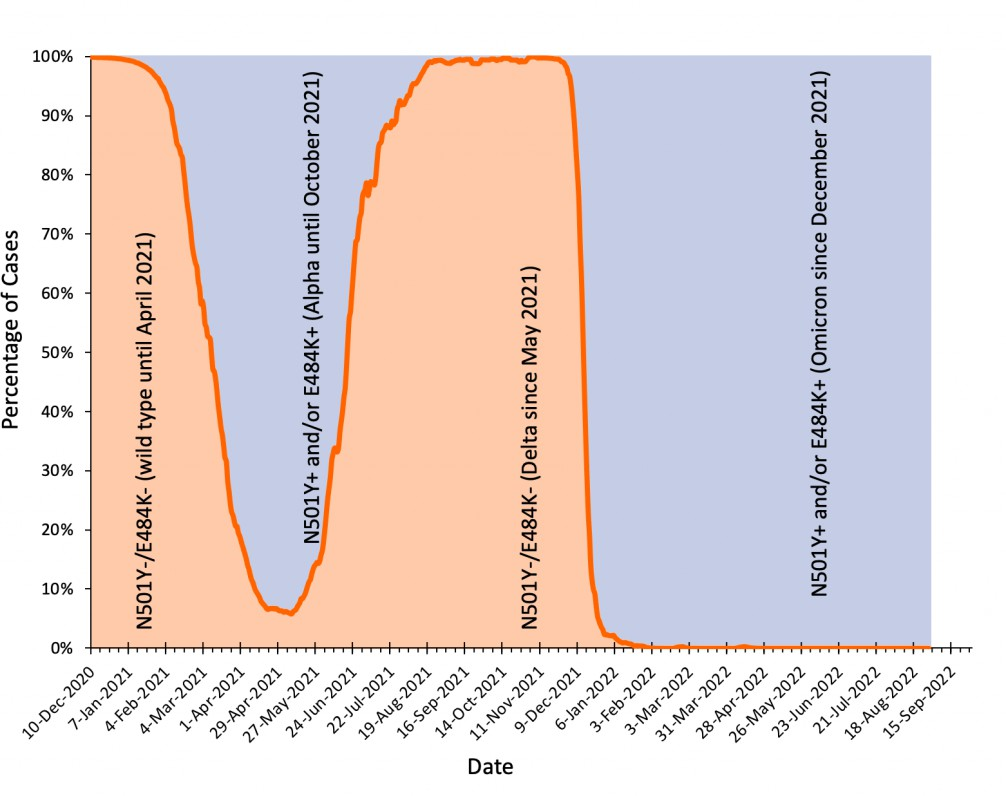 100%
90%
80%
70%
60%
50%
40%
30%
20%
10%
0%
Percentage of Cases
N501Y-/E484K- (wild type until April 2021)
N501Y+ and/or E484K+ (Alpha until October 2021)
N501Y-/E484K- (Delta since May 2021)
N501Y+ and/or E484K+ (Omicron since December 2021)
10-Dec-2020
7-Jan-2021
4-Feb-2021
4-Mar-2021
1-Apr-2021
29-Apr-2021
27-May-2021
24-Jun-2021
22-Jul-2021
19-Aug-2021
16-Sep-2021
14-Oct-2021
11-Nov-2021
9-Dec-2021
6-Jan-2022
3-Feb-2022
3-Mar-2022
31-Mar-2022
28-Apr-2022
26-May-2022
23-Jun-2022
21-Jul-2022
18-Aug-2022
15-Sep-2022
Date